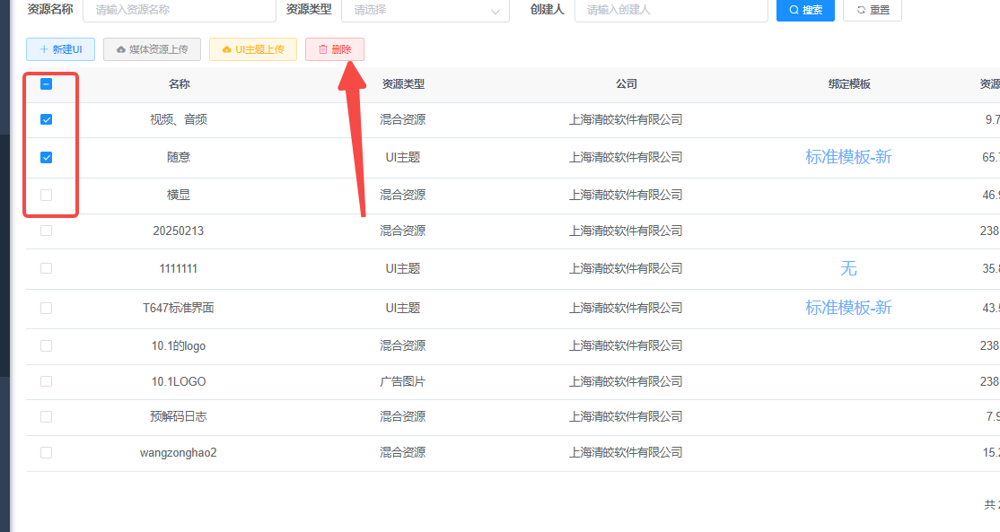 资源名称 请输入资源名称 资源类型 请选择 创建人 请输入创建人 搜索 重置
新建UI 媒体资源上传 UI主题上传 删除
名称 资源类型 公司 绑定模板 资源
视频、音频 混合资源 上海清皎软件有限公司 9.7
随意 UI主题 上海清皎软件有限公司 标准模板-新 65.7
横显 混合资源 上海清皎软件有限公司 46.9
20250213 混合资源 上海清皎软件有限公司 238
1111111 UI主题 上海清皎软件有限公司 无 35.8
T647标准界面 UI主题 上海清皎软件有限公司 标准模板-新 43.5
10.1的logo 混合资源 上海清皎软件有限公司 238
10.1LOGO 广告图片 上海清皎软件有限公司 238
预解码日志 混合资源 上海清皎软件有限公司 7.9
wangzonghao2 混合资源 上海清皎软件有限公司 15.2
共